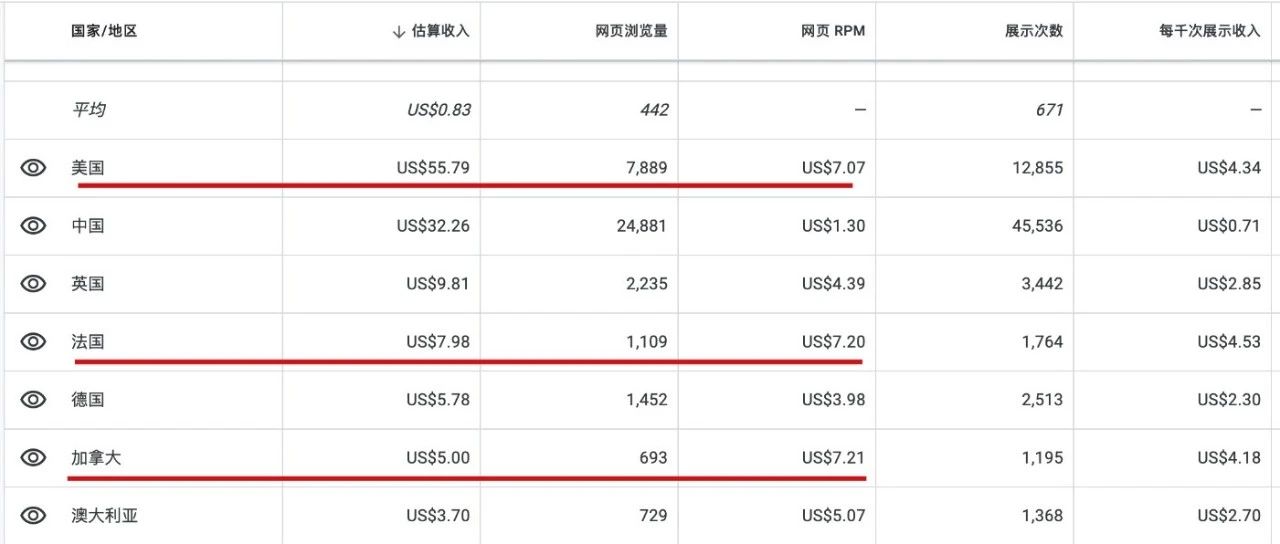 国家/地区 ↓ 估算收入 网页浏览量 网页 RPM 展示次数 每千次展示收入
平均 US$0.83 442 — 671 —
美国 US$55.79 7,889 US$7.07 12,855 US$4.34
中国 US$32.26 24,881 US$1.30 45,536 US$0.71
英国 US$9.81 2,235 US$4.39 3,442 US$2.85
法国 US$7.98 1,109 US$7.20 1,764 US$4.53
德国 US$5.78 1,452 US$3.98 2,513 US$2.30
加拿大 US$5.00 693 US$7.21 1,195 US$4.18
澳大利亚 US$3.70 729 US$5.07 1,368 US$2.70